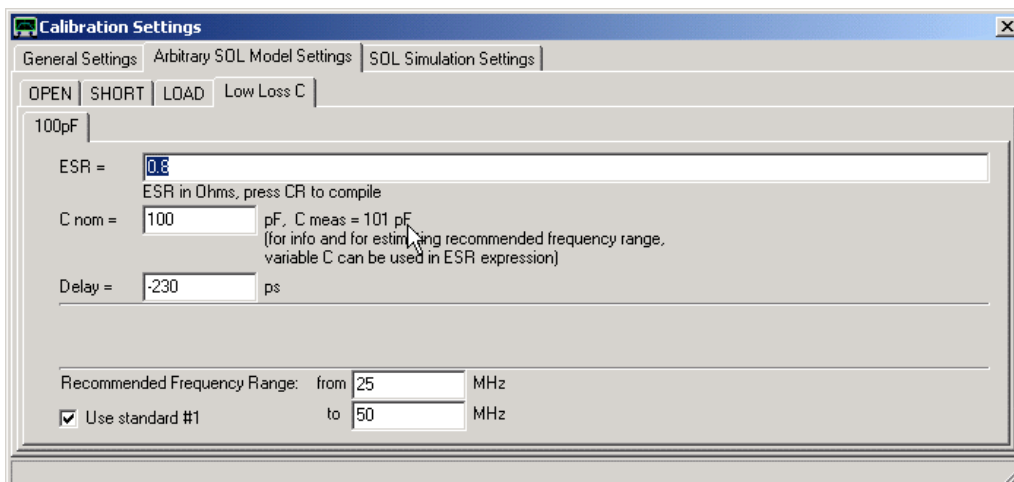 Calibration Settings
General Settings Arbitrary SOL Model Settings SOL Simulation Settings
OPEN SHORT LOAD Low Loss C
100pF
ESR = 0.8
ESR in Ohms, press CR to compile
C nom = 100 pF, C meas = 101 pF
(for info and for estimating recommended frequency range,
variable C can be used in ESR expression)
Delay = -230 ps
Recommended Frequency Range: from 25 MHz
Use standard #1 to 50 MHz